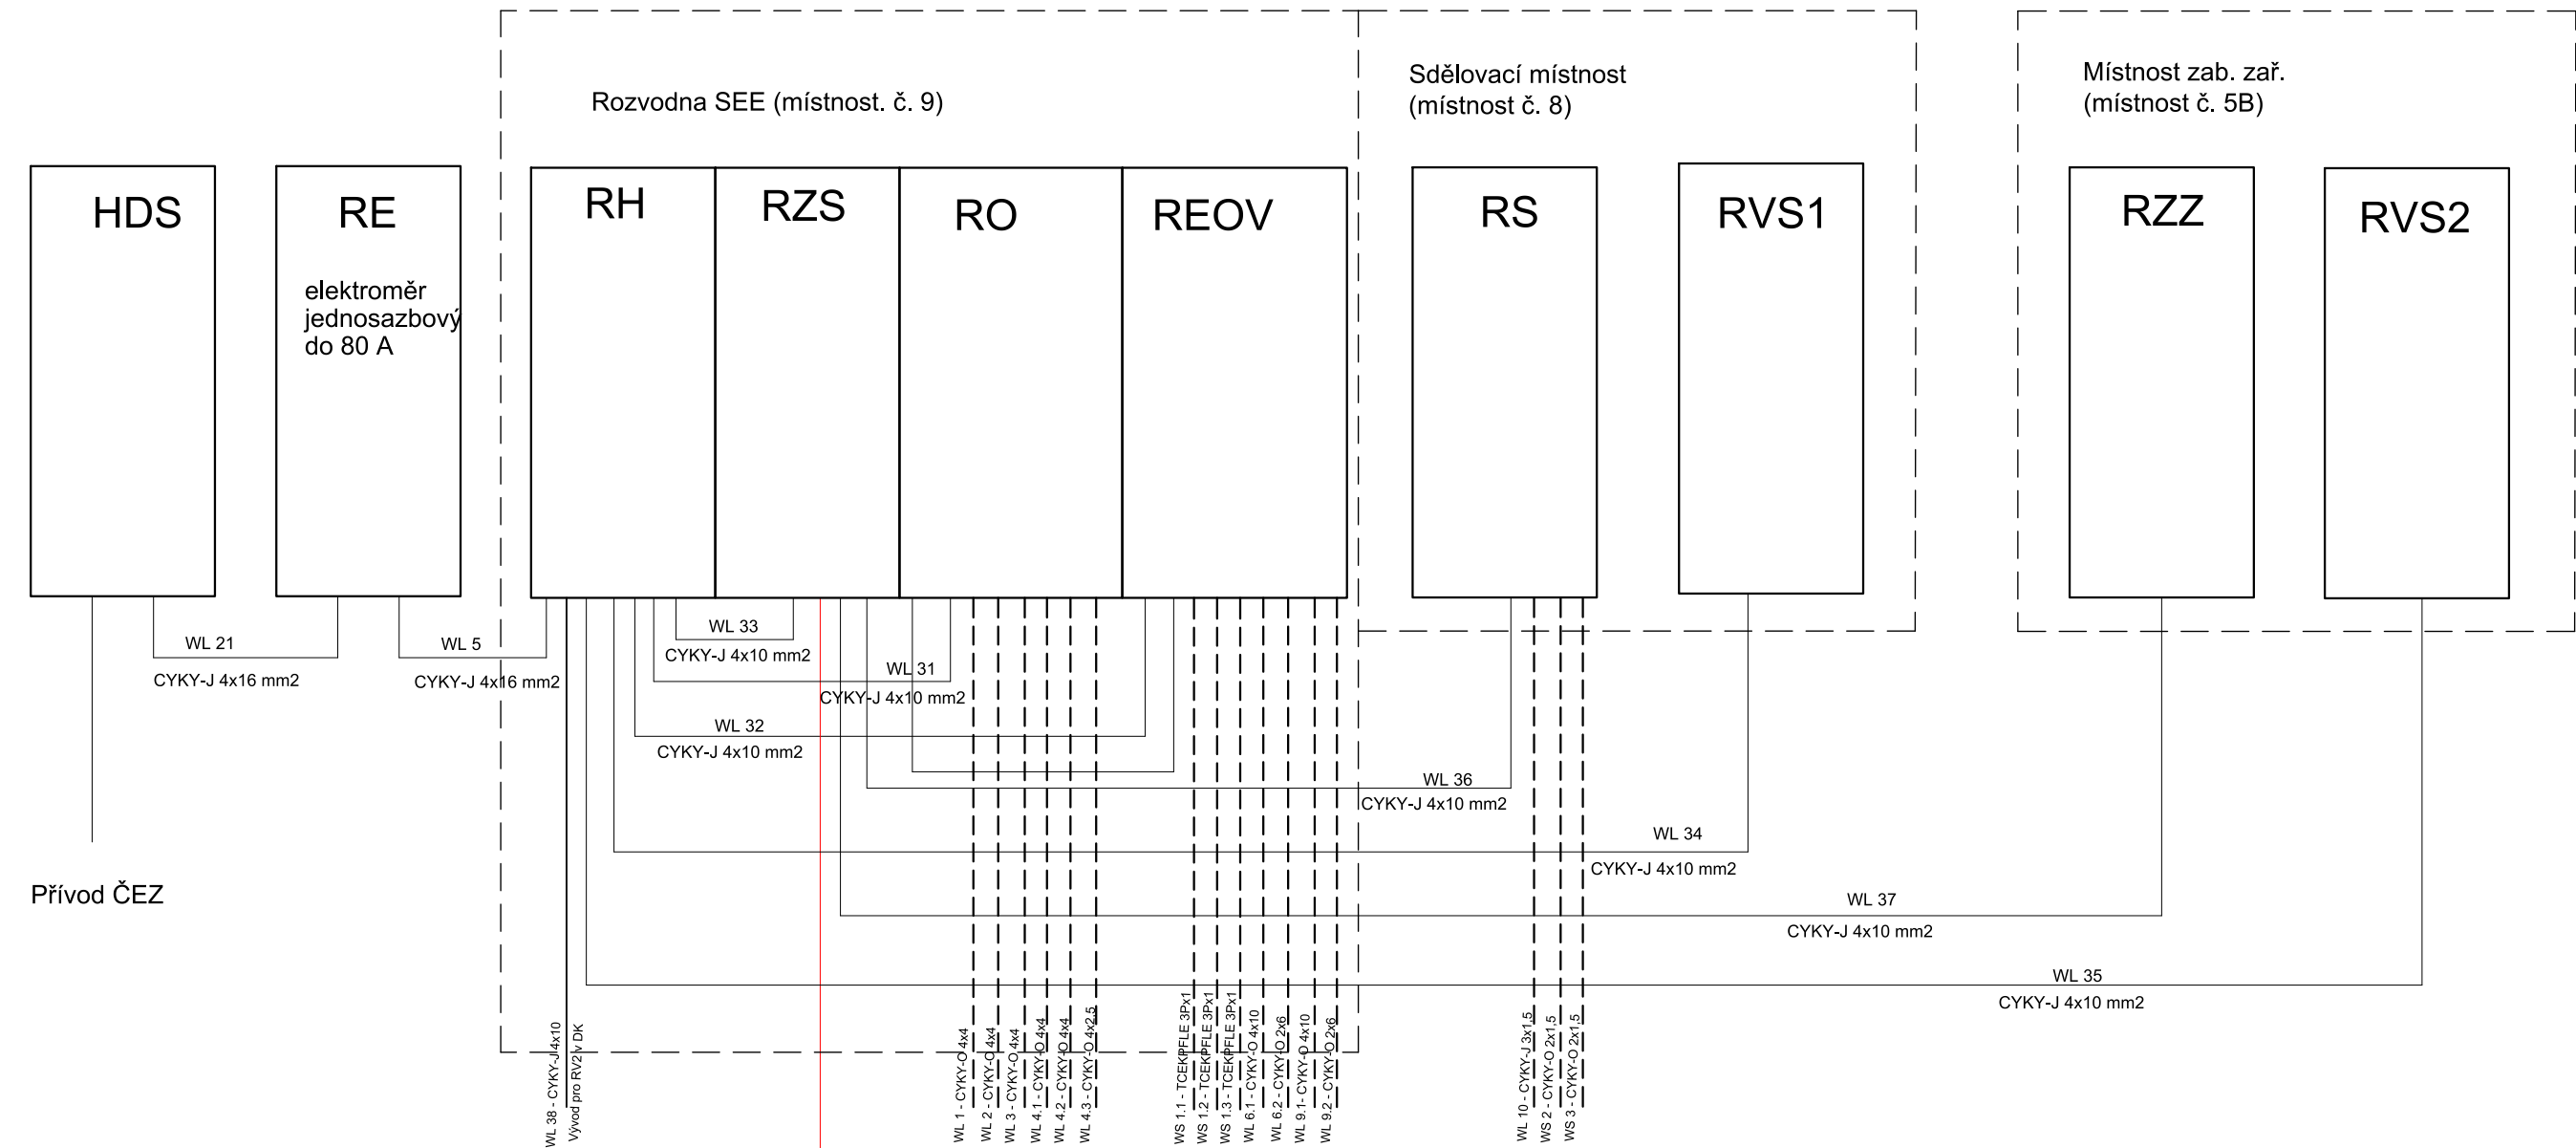 Rozvodna SEE (místnost. č. 9)
Sdělovací místnost
(místnost č. 8)
Místnost zab. zař.
(místnost č. 5B)
HDS
RE
elektroměr
jednosazbový
do 80 A
RH
RZS
RO
REOV
RS
RVS1
RZZ
RVS2
WL 21
CYKY-J 4x16 mm2
WL 5
CYKY-J 4x16 mm2
WL 33
CYKY-J 4x10 mm2
WL 31
CYKY-J 4x10 mm2
WL 32
CYKY-J 4x10 mm2
WL 36
CYKY-J 4x10 mm2
WL 34
CYKY-J 4x10 mm2
WL 37
CYKY-J 4x10 mm2
WL 35
CYKY-J 4x10 mm2
Přívod ČEZ
WL 38 - CYKY-J 4x10
Vývod pro RV2 v DK
WL 1 - CYKY-O 4x4
WL 2 - CYKY-O 4x4
WL 3 - CYKY-O 4x4
WL 4.1 - CYKY-O 4x4
WL 4.2 - CYKY-O 4x4
WL 4.3 - CYKY-O 4x2,5
WS 1.1 - TCEKPFLE 3Px1
WS 1.2 - TCEKPFLE 3Px1
WS 1.3 - TCEKPFLE 3Px1
WL 6.1 - CYKY-O 4x10
WL 6.2 - CYKY-O 2x6
WL 9.1- CYKY-O 4x10
WL 9.2 - CYKY-O 2x6
WL 10 - CYKY-J 3x1,5
WS 2 - CYKY-O 2x1,5
WS 3 - CYKY-O 2x1,5